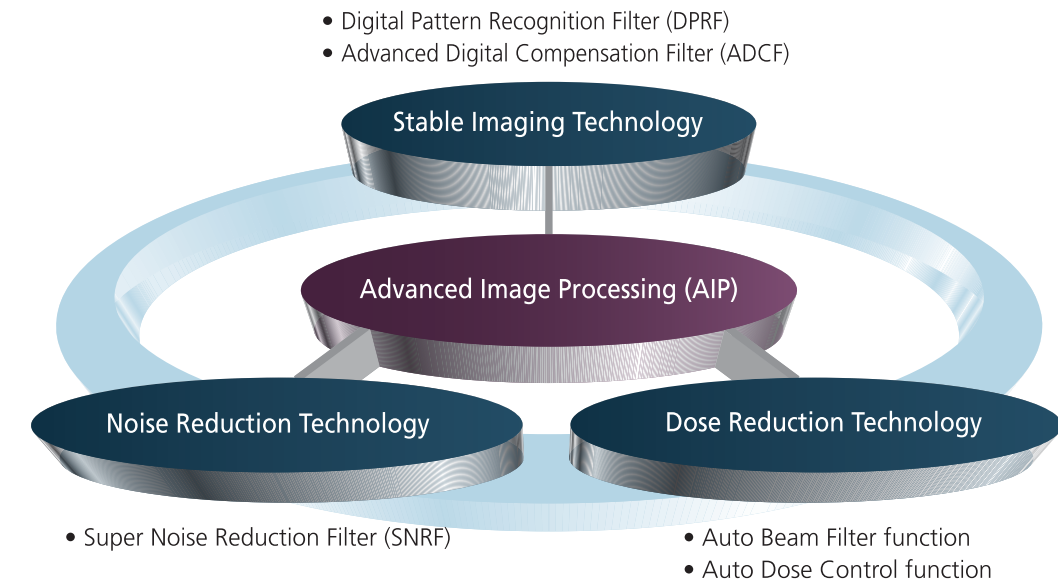 • Digital Pattern Recognition Filter (DPRF)
• Advanced Digital Compensation Filter (ADCF)
Stable Imaging Technology
Advanced Image Processing (AIP)
Noise Reduction Technology
Dose Reduction Technology
• Super Noise Reduction Filter (SNRF)
• Auto Beam Filter function
• Auto Dose Control function